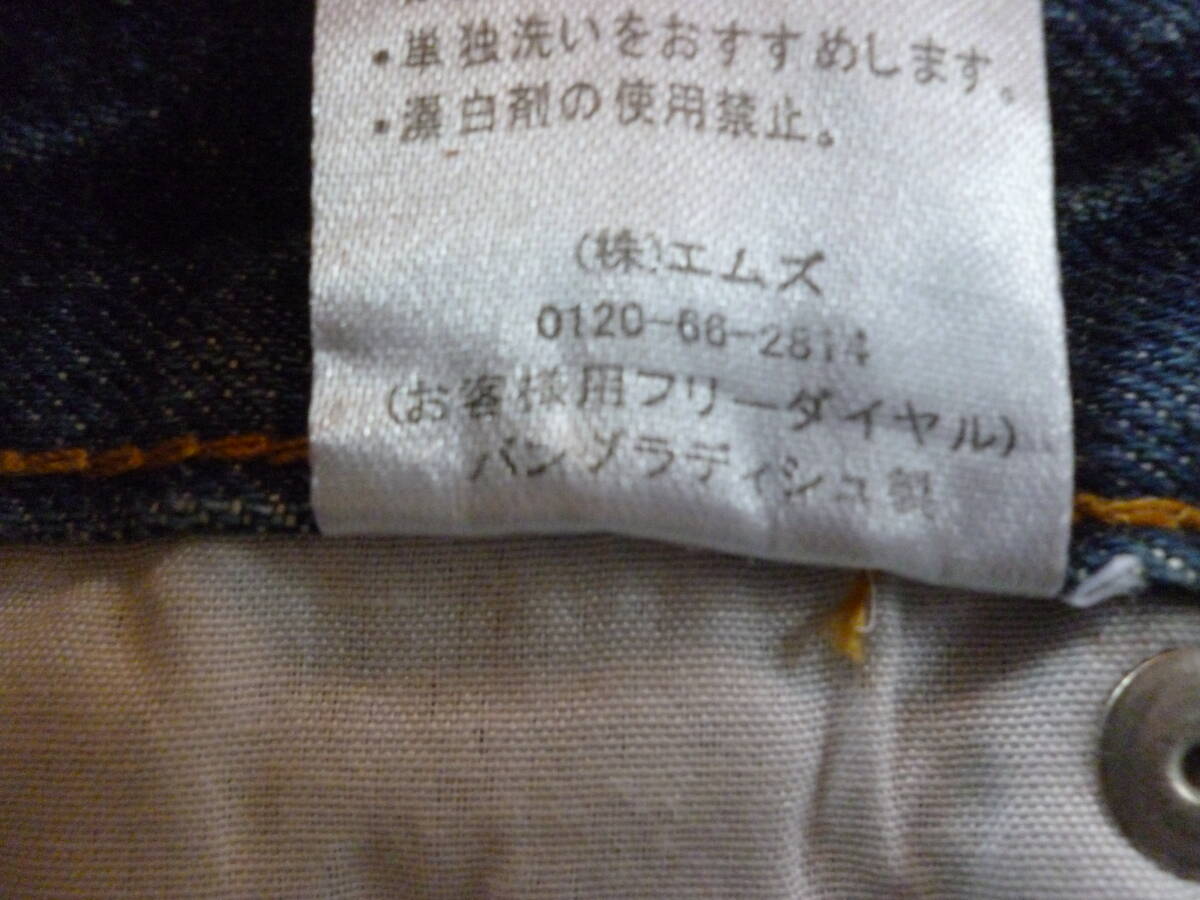 ・単独洗いをおすすめします。
・漂白剤の使用禁止。
(株)エムズ
0120-66-2814
(お客様用フリーダイヤル)
バングラディシュ製